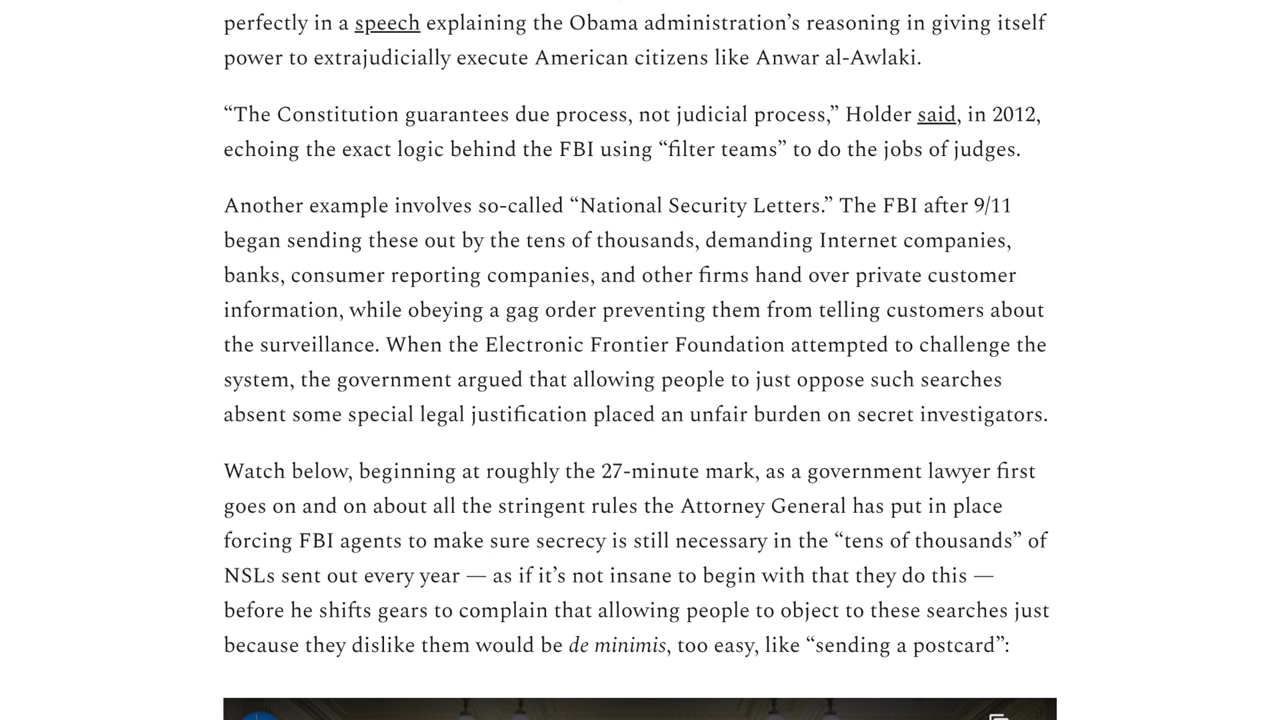 perfectly in a speech explaining the Obama administration’s reasoning in giving itself
power to extrajudicially execute American citizens like Anwar al-Awlaki.
“The Constitution guarantees due process, not judicial process,” Holder said, in 2012,
echoing the exact logic behind the FBI using “filter teams” to do the jobs of judges.
Another example involves so-called “National Security Letters.” The FBI after 9/11
began sending these out by the tens of thousands, demanding Internet companies,
banks, consumer reporting companies, and other firms hand over private customer
information, while obeying a gag order preventing them from telling customers about
the surveillance. When the Electronic Frontier Foundation attempted to challenge the
system, the government argued that allowing people to just oppose such searches
absent some special legal justification placed an unfair burden on secret investigators.
Watch below, beginning at roughly the 27-minute mark, as a government lawyer first
goes on and on about all the stringent rules the Attorney General has put in place
forcing FBI agents to make sure secrecy is still necessary in the “tens of thousands” of
NSLs sent out every year — as if it’s not insane to begin with that they do this —
before he shifts gears to complain that allowing people to object to these searches just
because they dislike them would be de minimis, too easy, like “sending a postcard”: